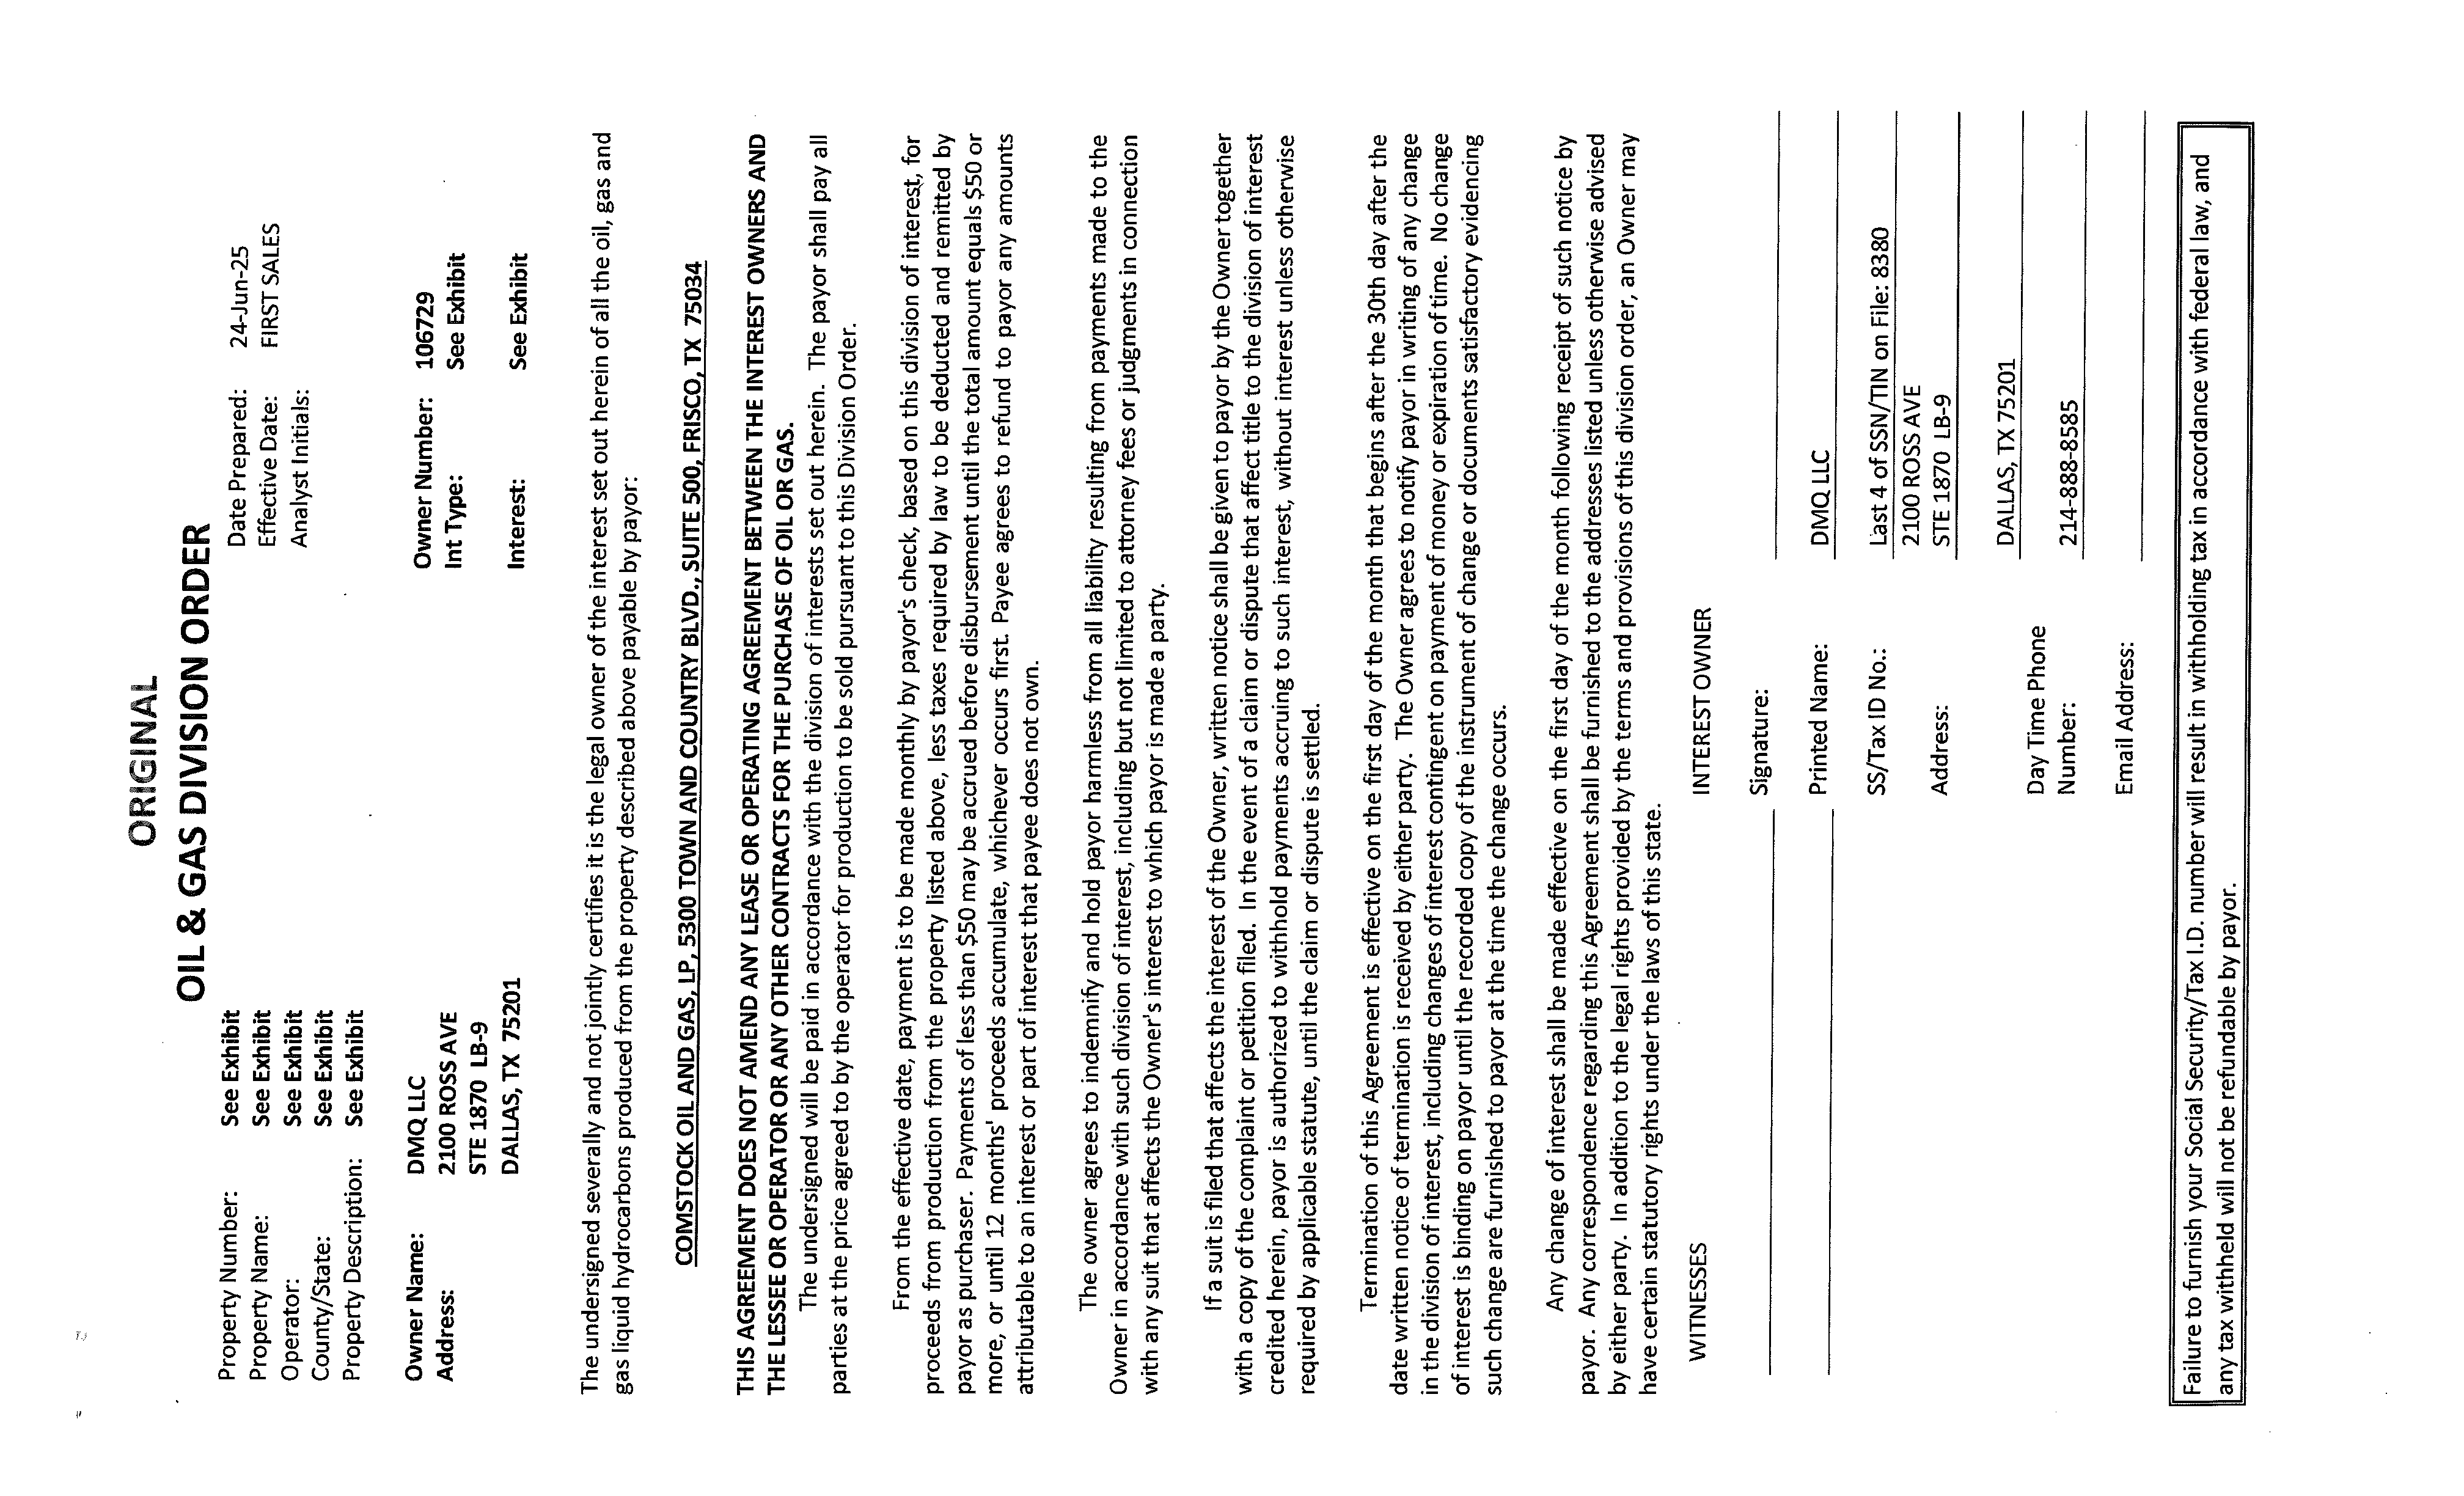 ORIGINAL
OIL & GAS DIVISION ORDER
Property Number: See Exhibit Date Prepared: 24-Jun-25
Property Name: See Exhibit Effective Date: FIRST SALES
Operator: See Exhibit Analyst Initials:
County/State: See Exhibit
Property Description: See Exhibit
Owner Name: DMQ LLC Owner Number: 106729
Address: 2100 ROSS AVE Int Type: See Exhibit
STE 1870 LB-9
DALLAS, TX 75201 Interest: See Exhibit
The undersigned severally and not jointly certifies it is the legal owner of the interest set out herein of all the oil, gas and
gas liquid hydrocarbons produced from the property described above payable by payor:
COMSTOCK OIL AND GAS, LP, 5300 TOWN AND COUNTRY BLVD., SUITE 500, FRISCO, TX 75034
THIS AGREEMENT DOES NOT AMEND ANY LEASE OR OPERATING AGREEMENT BETWEEN THE INTEREST OWNERS AND
THE LESSEE OR OPERATOR OR ANY OTHER CONTRACTS FOR THE PURCHASE OF OIL OR GAS.
The undersigned will be paid in accordance with the division of interests set out herein. The payor shall pay all
parties at the price agreed to by the operator for production to be sold pursuant to this Division Order.
From the effective date, payment is to be made monthly by payor's check, based on this division of interest, for
proceeds from production from the property listed above, less taxes required by law to be deducted and remitted by
payor as purchaser. Payments of less than $50 may be accrued before disbursement until the total amount equals $50 or
more, or until 12 months' proceeds accumulate, whichever occurs first. Payee agrees to refund to payor any amounts
attributable to an interest or part of interest that payee does not own.
The owner agrees to indemnify and hold payor harmless from all liability resulting from payments made to the
Owner in accordance with such division of interest, including but not limited to attorney fees or judgments in connection
with any suit that affects the Owner's interest to which payor is made a party.
If a suit is filed that affects the interest of the Owner, written notice shall be given to payor by the Owner together
with a copy of the complaint or petition filed. In the event of a claim or dispute that affect title to the division of interest
credited herein, payor is authorized to withhold payments accruing to such interest, without interest unless otherwise
required by applicable statute, until the claim or dispute is settled.
Termination of this Agreement is effective on the first day of the month that begins after the 30th day after the
date written notice of termination is received by either party. The Owner agrees to notify payor in writing of any change
in the division of interest, including changes of interest contingent on payment of money or expiration of time. No change
of interest is binding on payor until the recorded copy of the instrument of change or documents satisfactory evidencing
such change are furnished to payor at the time the change occurs.
Any change of interest shall be made effective on the first day of the month following receipt of such notice by
payor. Any correspondence regarding this Agreement shall be furnished to the addresses listed unless otherwise advised
by either party. In addition to the legal rights provided by the terms and provisions of this division order, an Owner may
have certain statutory rights under the laws of this state.
WITNESSES INTEREST OWNER
Signature:
Printed Name: DMQ LLC
SS/Tax ID No.: Last 4 of SSN/TIN on File: 8380
2100 ROSS AVE
Address: STE 1870 LB-9
DALLAS, TX 75201
Day Time Phone
Number: 214-888-8585
Email Address:
Failure to furnish your Social Security/Tax I.D. number will result in withholding tax in accordance with federal law, and
any tax withheld will not be refundable by payor.